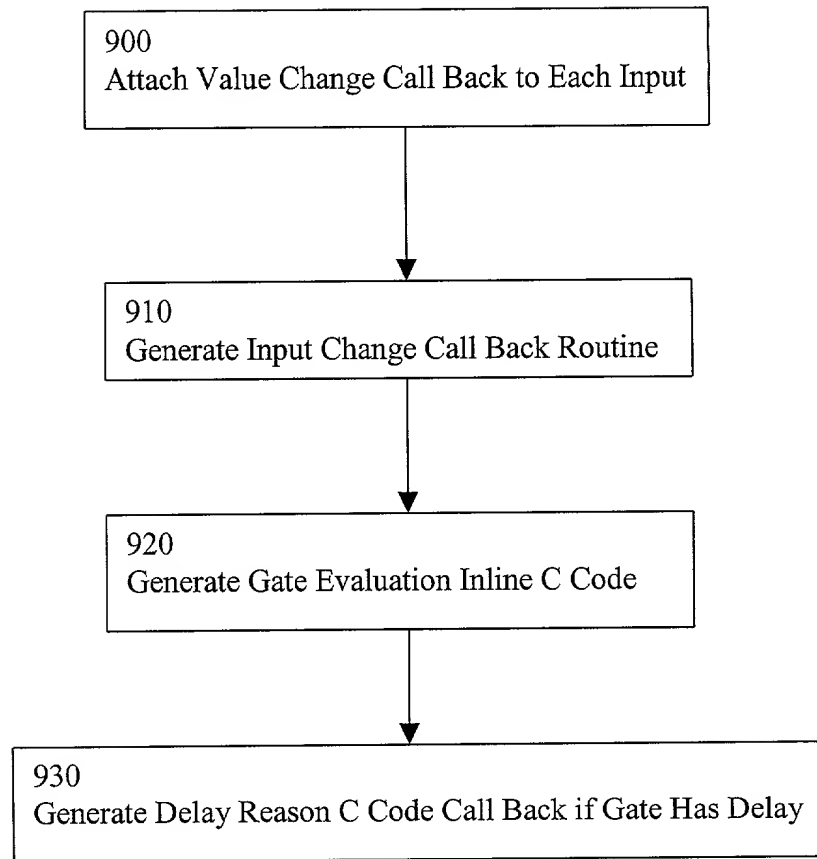 900
Attach Value Change Call Back to Each Input
910
Generate Input Change Call Back Routine
920
Generate Gate Evaluation Inline C Code
930
Generate Delay Reason C Code Call Back if Gate Has Delay